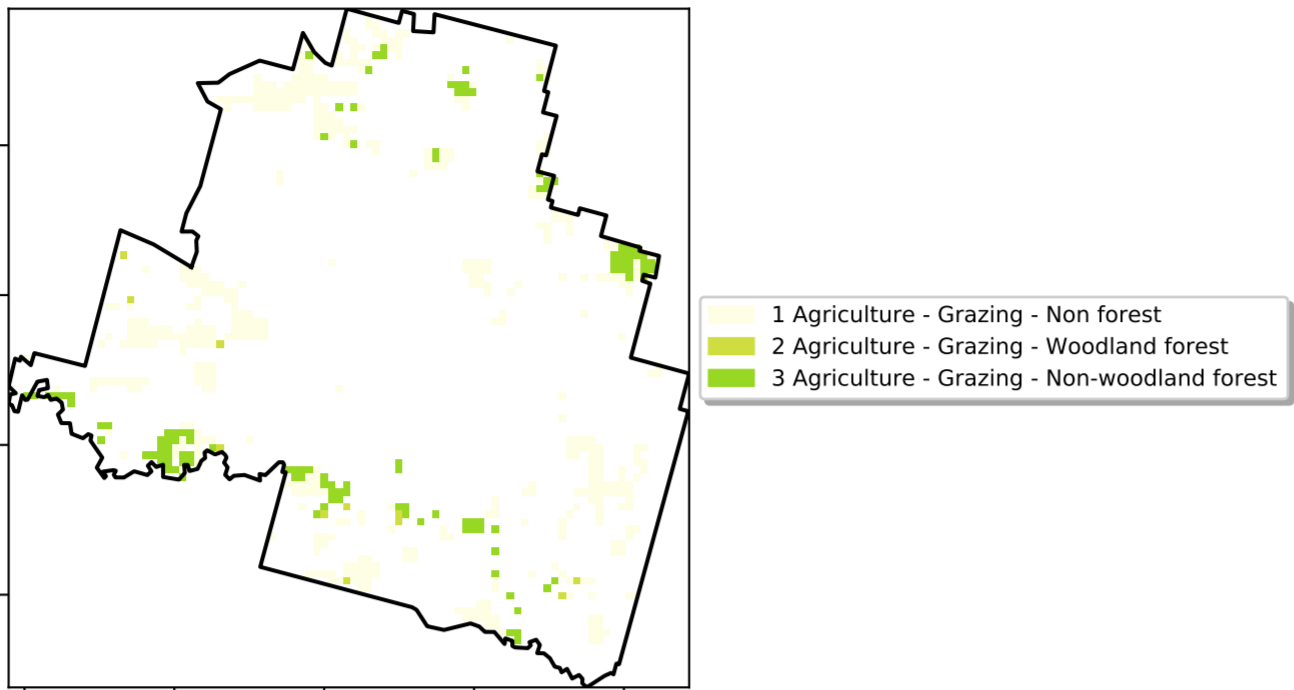 1 Agriculture - Grazing - Non forest
2 Agriculture - Grazing - Woodland forest
3 Agriculture - Grazing - Non-woodland forest